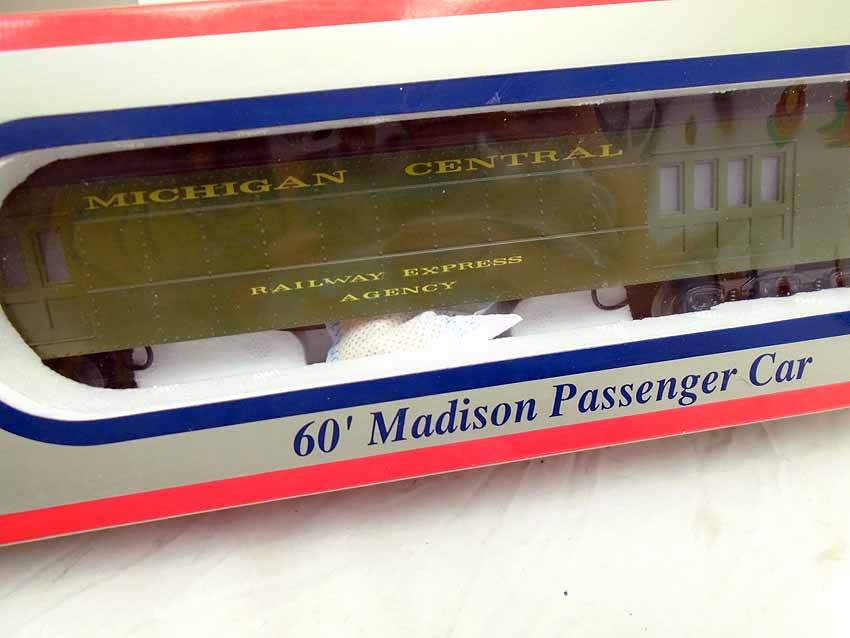 MICHIGAN CENTRAL
RAILWAY EXPRESS
AGENCY
60' Madison Passenger Car